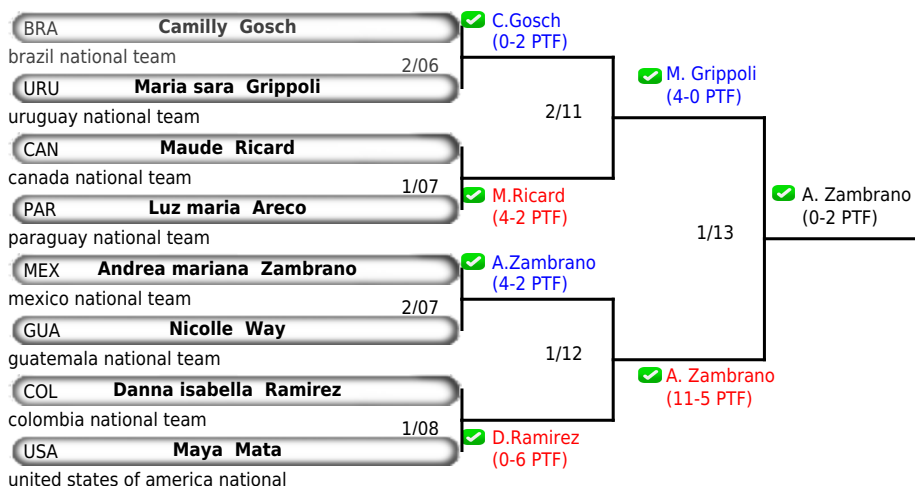 BRA Camilly Gosch
brazil national team
2/06
URU Maria sara Grippoli
uruguay national team
CAN Maude Ricard
canada national team
1/07
PAR Luz maria Areco
paraguay national team
MEX Andrea mariana Zambrano
mexico national team
2/07
GUA Nicolle Way
guatemala national team
COL Danna isabella Ramirez
colombia national team
1/08
USA Maya Mata
united states of america national
C.Gosch
(0-2 PTF)
2/11
M.Ricard
(4-2 PTF)
A.Zambrano
(4-2 PTF)
1/12
D.Ramirez
(0-6 PTF)
M. Grippoli
(4-0 PTF)
1/13
A. Zambrano
(11-5 PTF)
A. Zambrano
(0-2 PTF)